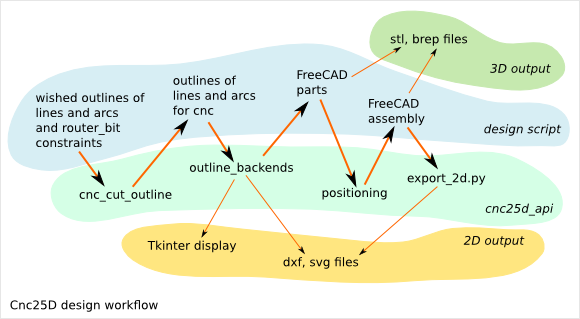 stl, brep files
3D output
wished outlines of
lines and arcs
and router_bit
constraints
outlines of
lines and arcs
for cnc
FreeCAD
parts
FreeCAD
assembly
design script
cnc_cut_outline
outline_backends
positioning
export_2d.py
cnc25d_api
Tkinter display
dxf, svg files
2D output
Cnc25D design workflow